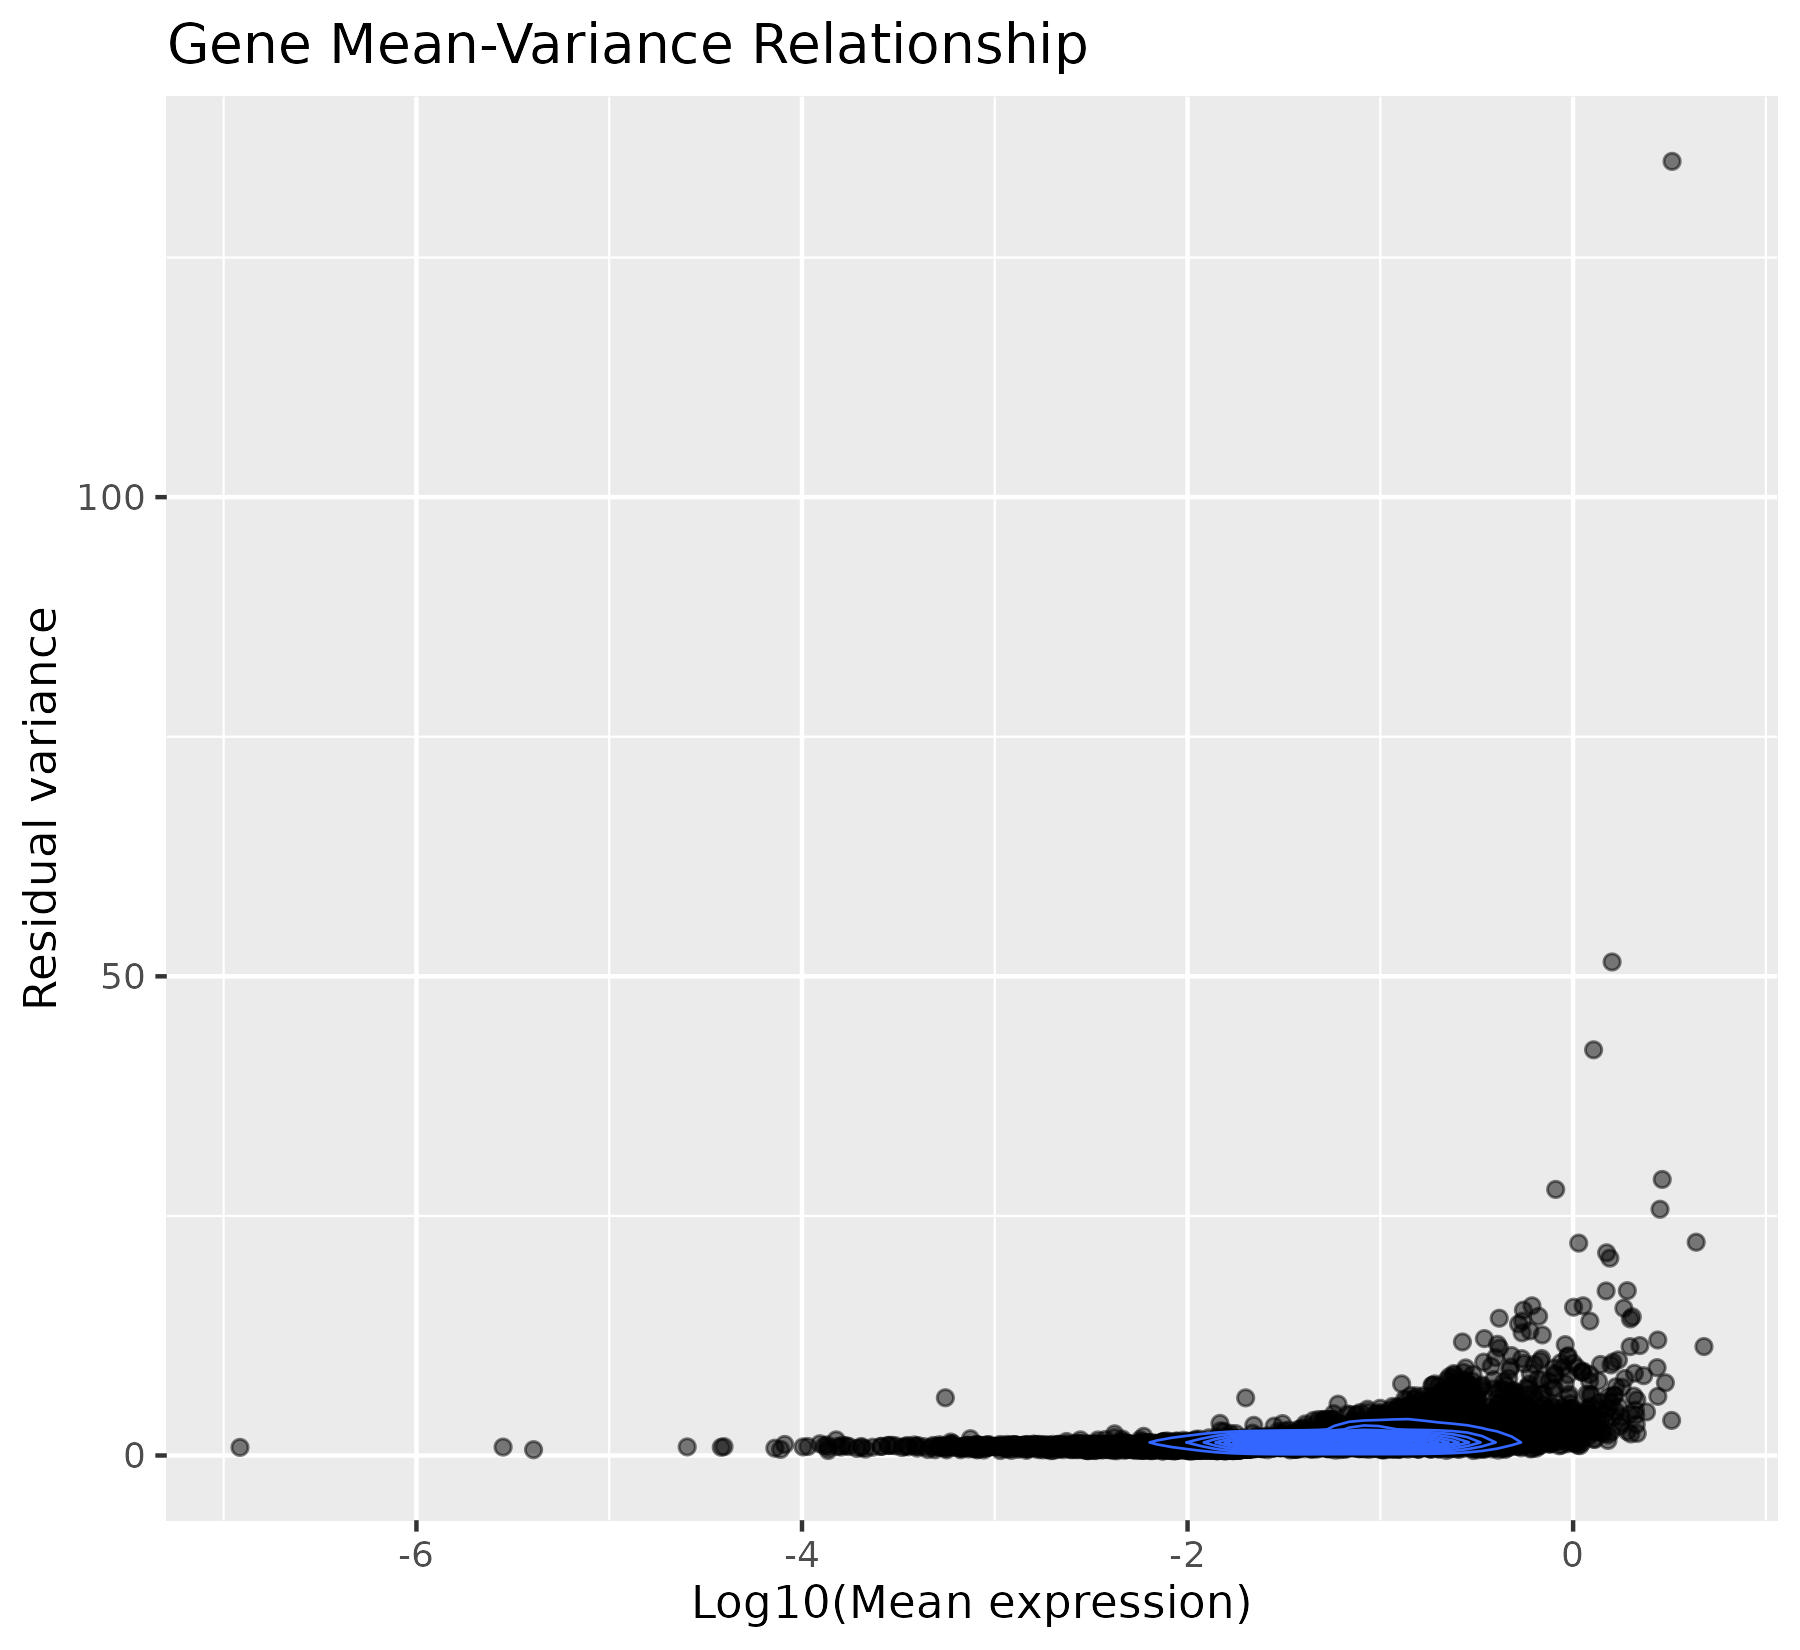 Gene Mean-Variance Relationship
Residual variance
100
50
0
-6
-4
-2
0
Log10(Mean expression)